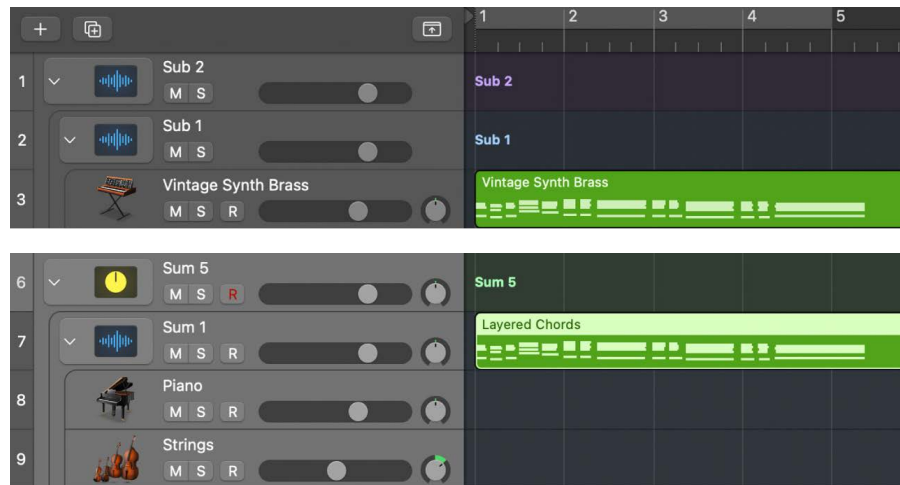 + 1 2 3 4 5
1 Sub 2 Sub 2
M S
2 Sub 1 Sub 1
M S
3 Vintage Synth Brass Vintage Synth Brass
M S R
6 Sum 5 Sum 5
M S R
7 Sum 1 Layered Chords
M S R
8 Piano
M S R
9 Strings
M S R